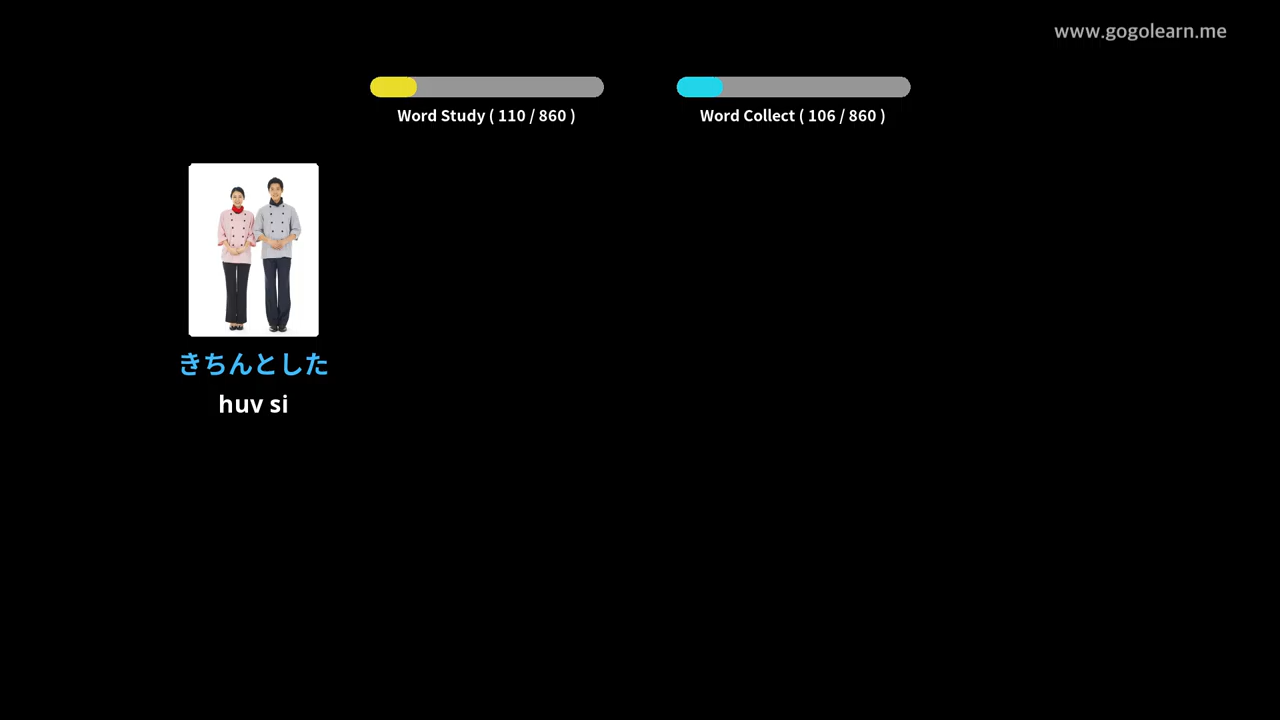 www.gogolearn.me
Word Study ( 110 / 860 )
Word Collect ( 106 / 860 )
きちんとした
huv si